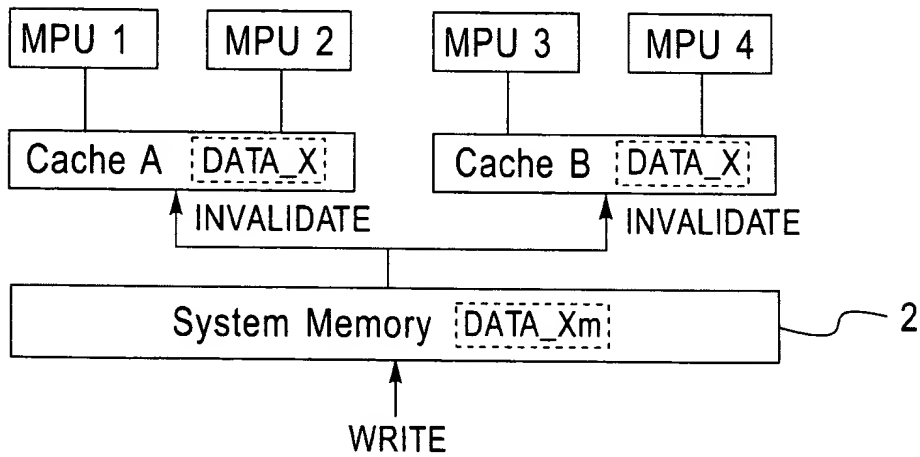 MPU 1 MPU 2 MPU 3 MPU 4
Cache A DATA_X Cache B DATA_X
INVALIDATE INVALIDATE
System Memory DATA_Xm 2
WRITE